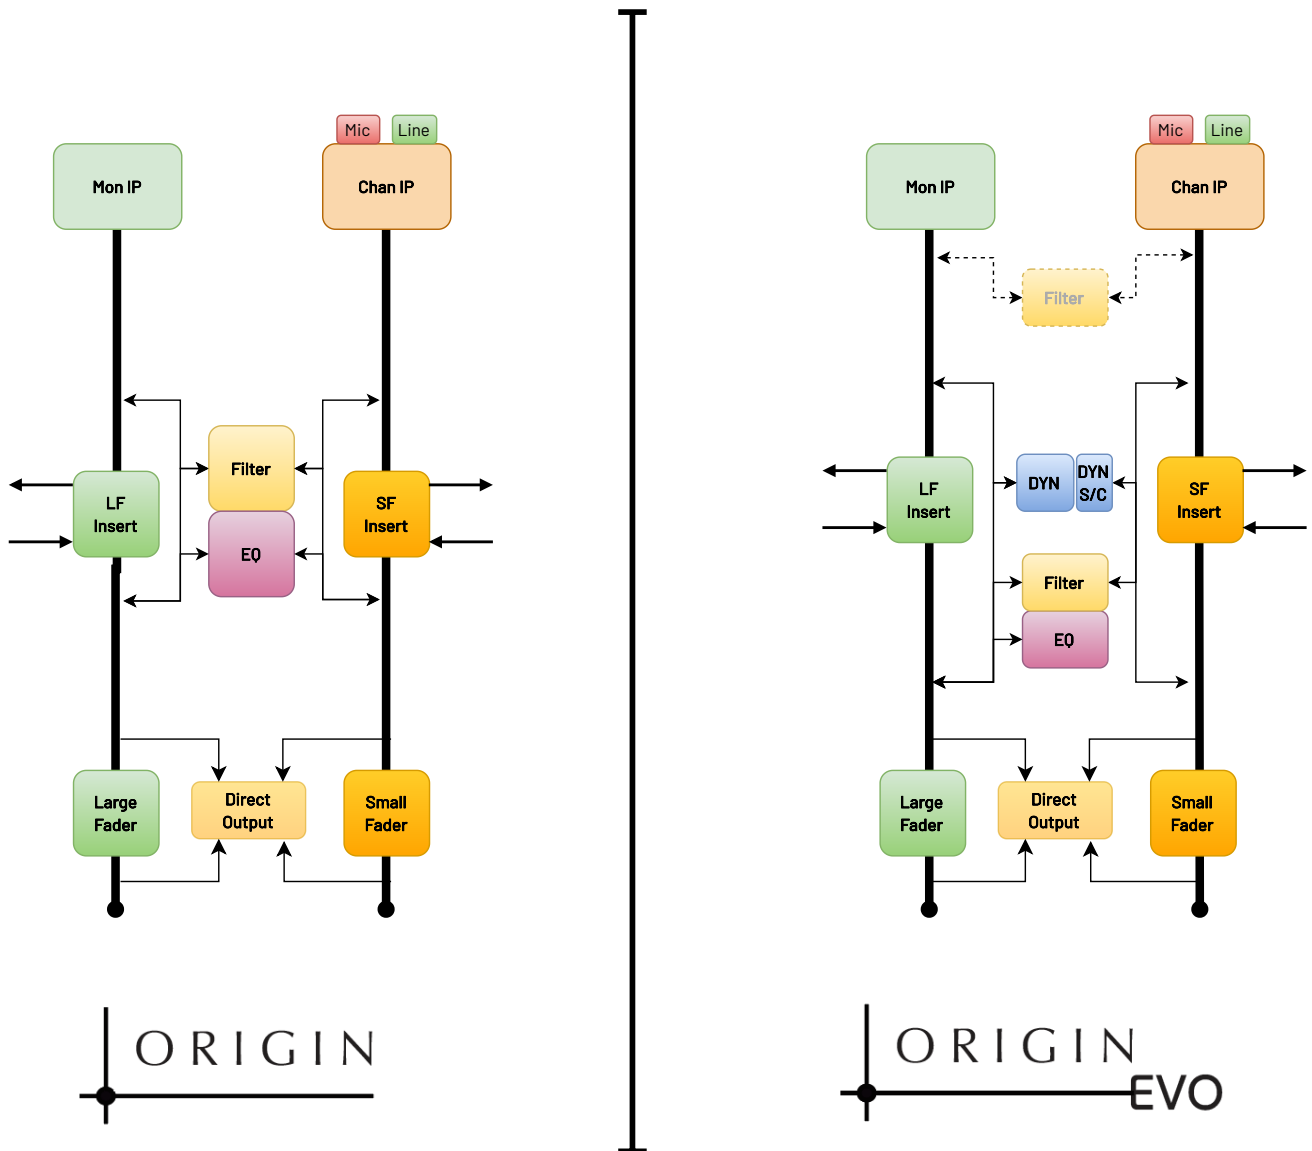 Mic
Line
Mon IP
Chan IP
Filter
LF
Insert
SF
Insert
EQ
Large
Fader
Direct
Output
Small
Fader
ORIGIN
Mic
Line
Mon IP
Chan IP
Filter
DYN
DYN
S/C
LF
Insert
SF
Insert
Filter
EQ
Large
Fader
Direct
Output
Small
Fader
ORIGIN
EVO